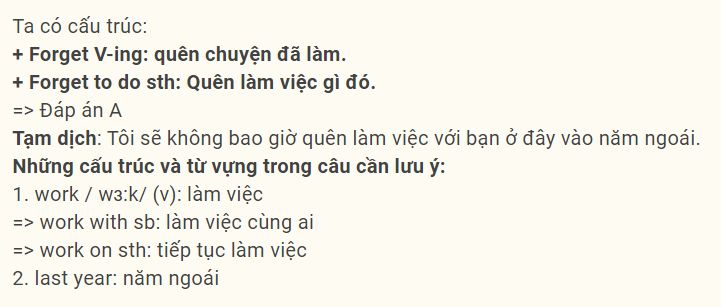 Ta có cấu trúc:
+ Forget V-ing: quên chuyện đã làm.
+ Forget to do sth: Quên làm việc gì đó.
=> Đáp án A
Tạm dịch: Tôi sẽ không bao giờ quên làm việc với bạn ở đây vào năm ngoái.
Những cấu trúc và từ vựng trong câu cần lưu ý:
1. work / wɜːk/ (v): làm việc
=> work with sb: làm việc cùng ai
=> work on sth: tiếp tục làm việc
2. last year: năm ngoái